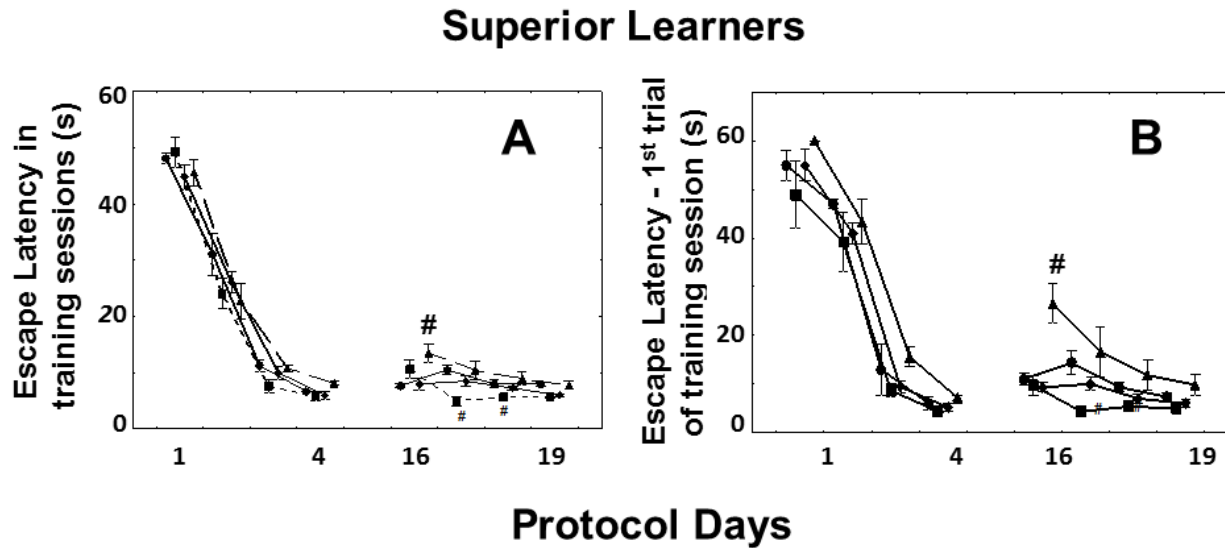 Superior Learners
Escape Latency in
training sessions (s)
60
40
20
0
A
#
#
#
1
4
16
19
Escape Latency - 1st trial
of training session (s)
60
40
20
0
B
#
#
#
1
4
16
19
Protocol Days